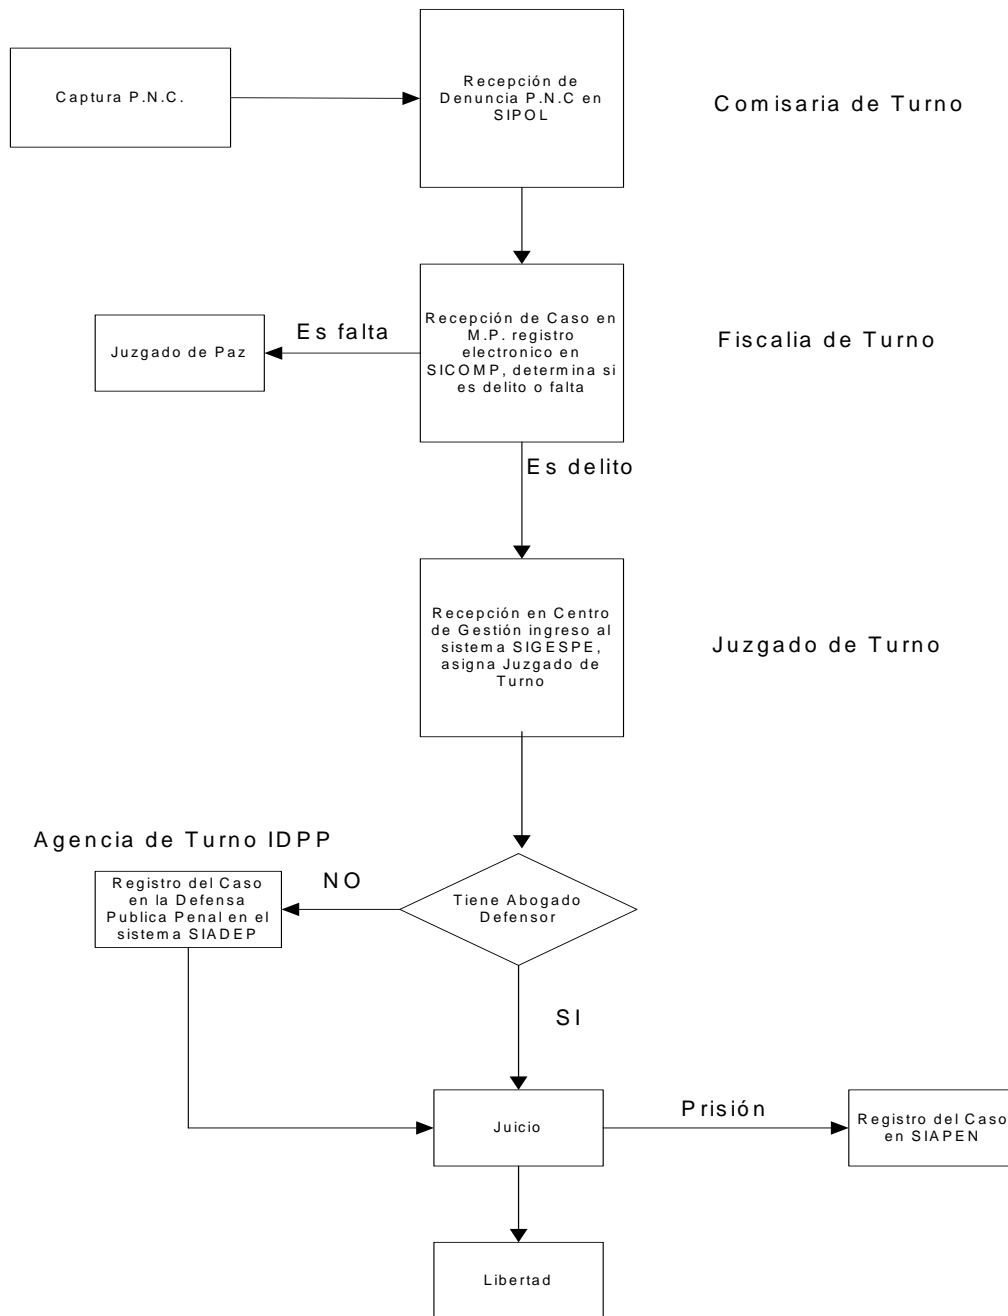 Captura P.N.C.
Recepción de
Denuncia P.N.C en
SIPOL
Comisaria de Turno
Recepción de Caso en
M.P. registro
electronico en
SICOMP, determina si
es delito o falta
Es falta
Juzgado de Paz
Fiscalia de Turno
Es delito
Recepción en Centro
de Gestión ingreso al
sistema SIGESPE,
asigna Juzgado de
Turno
Juzgado de Turno
Agencia de Turno IDPP
Registro del Caso
en la Defensa
Publica Penal en el
sistema SIADEP
NO
Tiene Abogado
Defensor
SI
Juicio
Prisión
Registro del Caso
en SIAPEN
Libertad